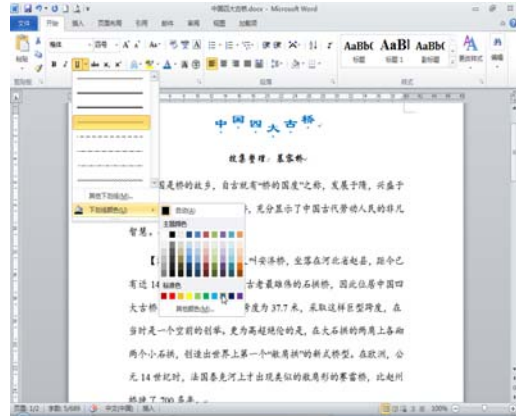 中国四大古桥.docx - Microsoft Word
文件 开始 插入 页面布局 引用 邮件 审阅 视图 加载项
粘贴
AaBbC AaBl AaBbC
标题 标题 1 副标题 更改样式 编辑
剪贴板 字体 段落 样式
中国四大古桥
收集整理:
是桥的故乡,自古就有“桥的国度”之称,发展于隋,兴盛于
充分显示了中国古代劳动人民的非凡
智慧。
叫安济桥,坐落在河北省赵县,距今已
有近 14 古老最雄伟的石拱桥,因此位居中国四
大古桥 跨度为 37.7 米,采取这样巨型跨度,在
当时是一个空前的创举,更为高超绝伦的是,在大石拱的两肩上各砌
两个小石拱,创造出世界上第一个“敞肩拱”的新式桥型。在欧洲,公
元 14 世纪时,法国泰克河上才出现类似的敞肩形的赛雷桥,比赵州
桥晚了 700 多年。
其他下划线(M)...
下划线颜色(U)
自动(A)
主题颜色
标准色
其他颜色(M)...
页面: 1/2 字数: 5/689 中文(中国) 插入 100%